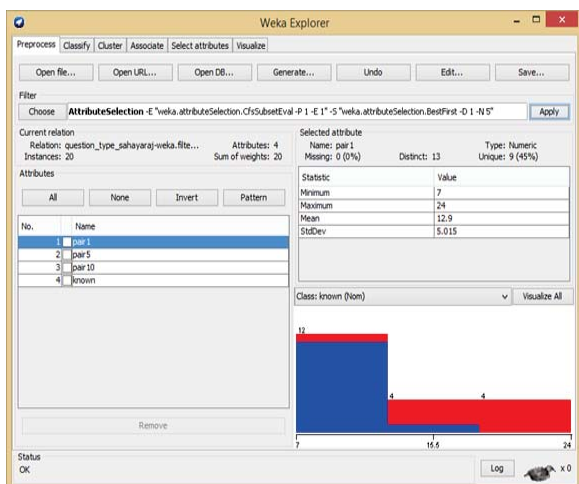 Weka Explorer
Preprocess Classify Cluster Associate Select attributes Visualize
Open file... Open URL... Open DB... Generate... Undo Edit... Save...
Filter
Choose AttributeSelection -E "weka.attributeSelection.CfsSubsetEval -P 1 -E 1" -S "weka.attributeSelection.BestFirst -D 1 -N 5" Apply
Current relation
Relation: question_type_sahayaraj-weka.filte... Attributes: 4
Instances: 20 Sum of weights: 20
Attributes
All None Invert Pattern
No. Name
1 pair1
2 pair5
3 pair10
4 known
Remove
Selected attribute
Name: pair1 Type: Numeric
Missing: 0 (0%) Distinct: 13 Unique: 9 (45%)
Statistic Value
Minimum 7
Maximum 24
Mean 12.9
StdDev 5.015
Class: known (Nom) Visualize All
12
4 4
7 15.5 24
Status
OK
Log x 0